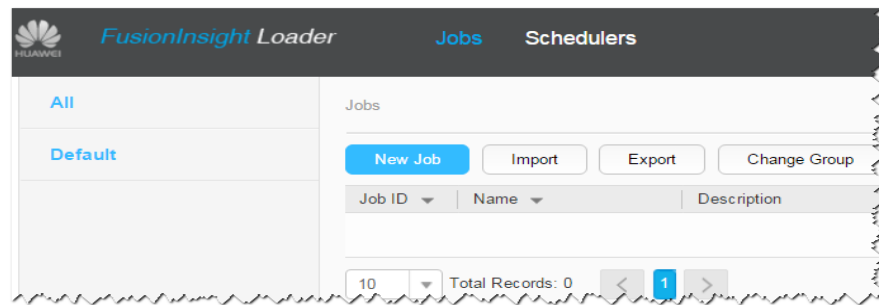 HUAWEI
FusionInsight Loader
Jobs
Schedulers
All
Default
Jobs
New Job
Import
Export
Change Group
Job ID
Name
Description
10
Total Records: 0
<
1
>